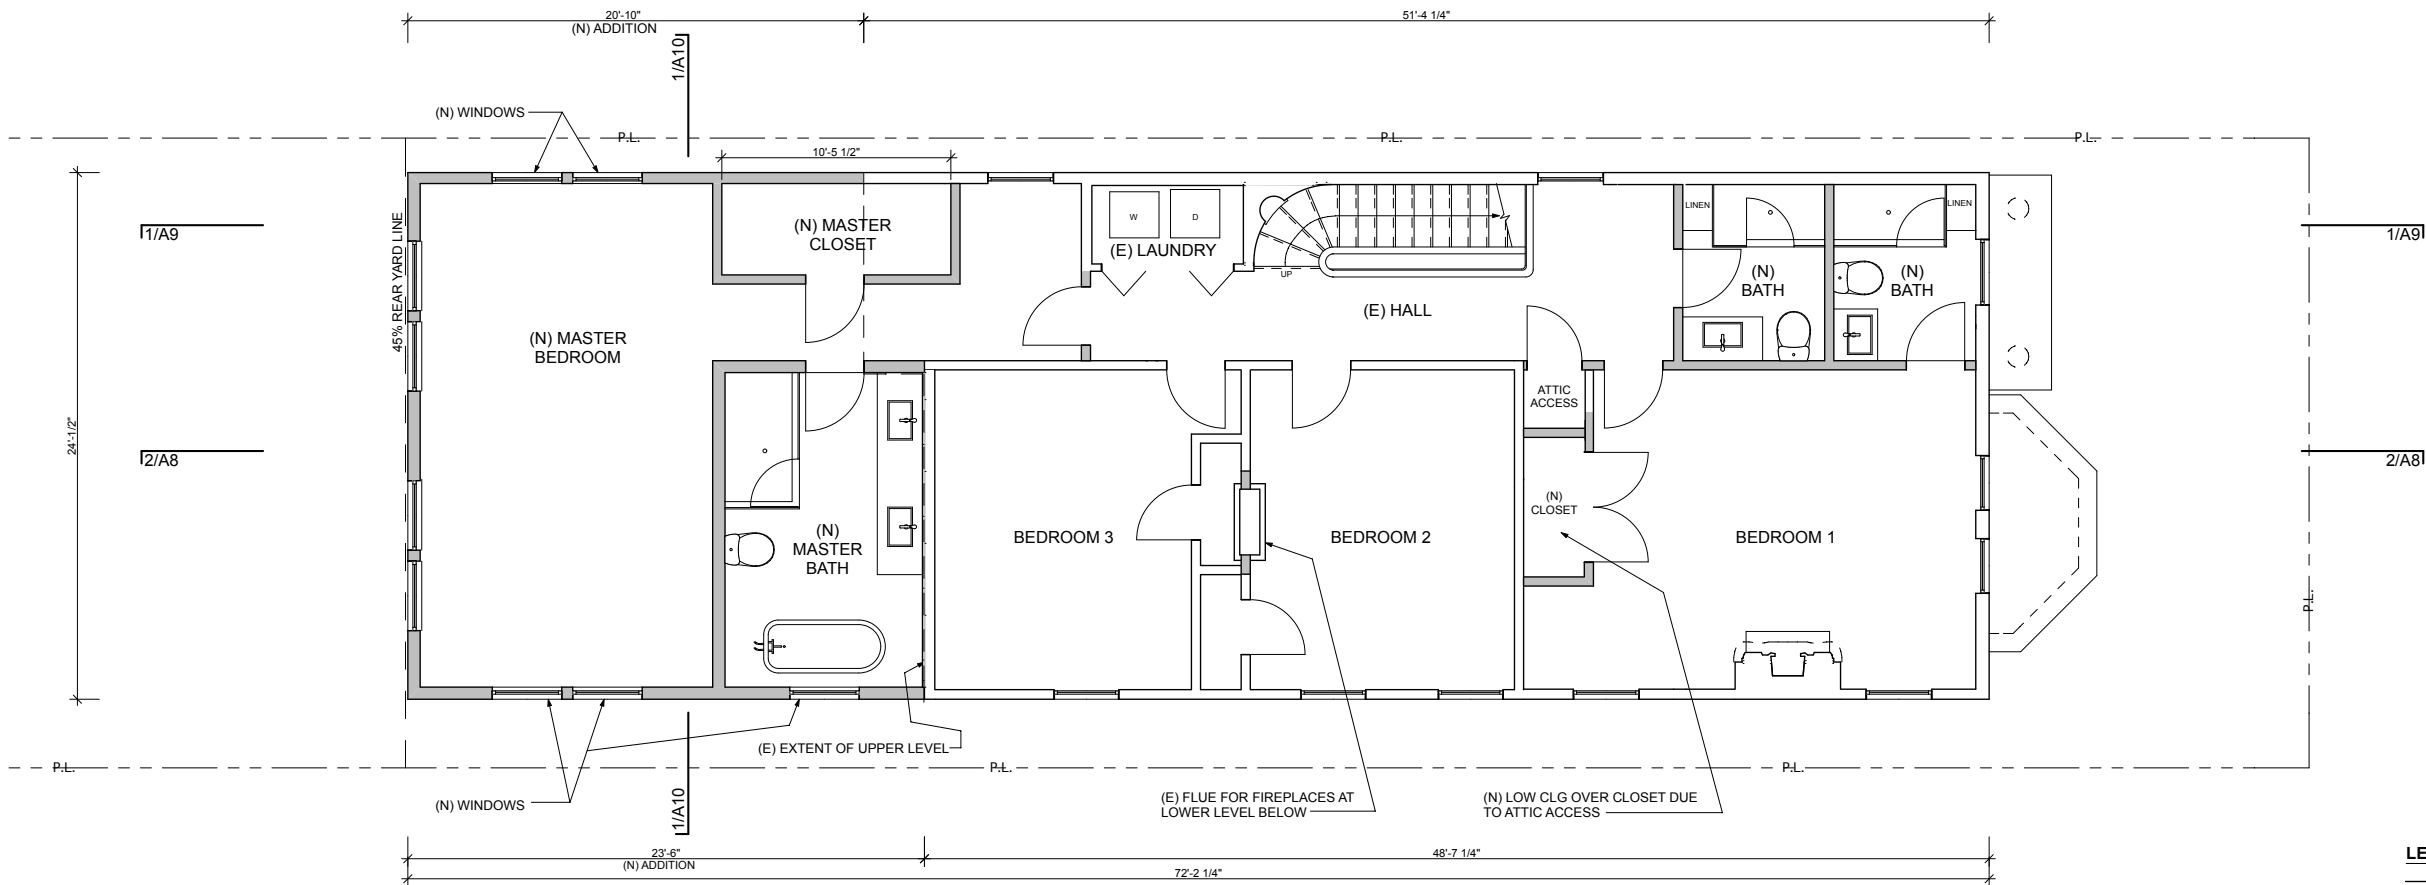 20'-10"
(N) ADDITION
51'-4 1/4"
1/A10
(N) WINDOWS
P.L.
P.L.
P.L.
10'-5 1/2"
24'-1/2"
1/A9
2/A8
45% REAR YARD LINE
(N) MASTER
BEDROOM
(N) MASTER
CLOSET
W
D
(E) LAUNDRY
UP
(E) HALL
LINEN
(N)
BATH
LINEN
(N)
BATH
1/A9
2/A8
P.L.
ATTIC
ACCESS
(N)
CLOSET
(N)
MASTER
BATH
BEDROOM 3
BEDROOM 2
BEDROOM 1
(E) EXTENT OF UPPER LEVEL
P.L.
P.L.
P.L.
(N) WINDOWS
1/A10
(E) FLUE FOR FIREPLACES AT
LOWER LEVEL BELOW
(N) LOW CLG OVER CLOSET DUE
TO ATTIC ACCESS
23'-6"
(N) ADDITION
48'-7 1/4"
72'-2 1/4"
LE